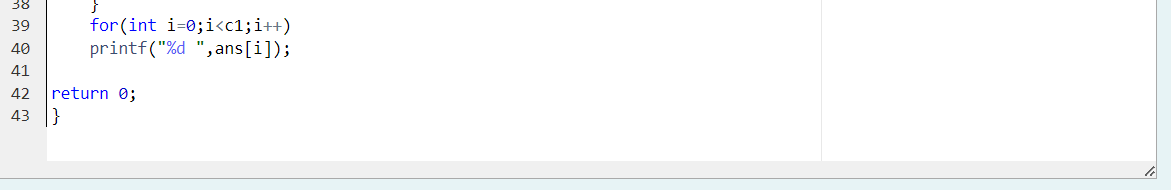 38 }
39 for(int i=0;i<c1;i++)
40 printf("%d ",ans[i]);
41
42 return 0;
43 }